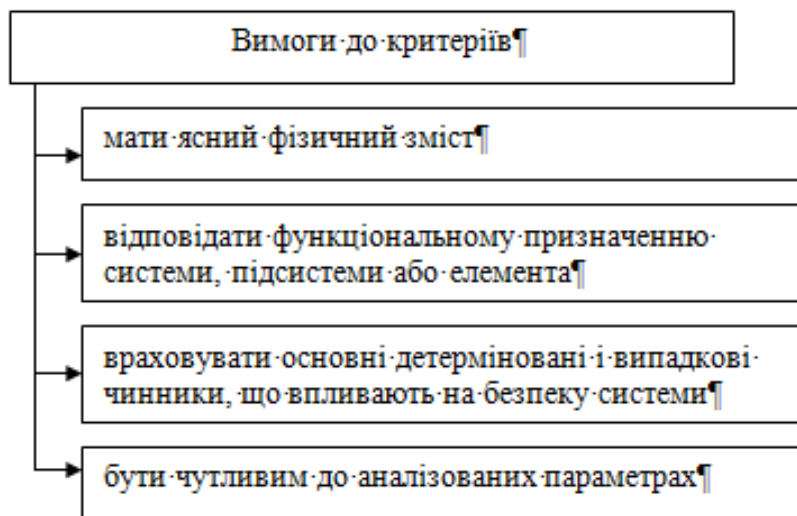 Вимоги·до·критеріїв¶
мати·ясний·фізичний·зміст¶
відповідати·функціональному·призначенню·
системи,·підсистеми·або·елемента¶
враховувати·основні·детерміновані·і·випадкові·
чинники,·що·впливають·на·безпеку·системи¶
бути·чутливим·до·аналізованих·параметрах¶